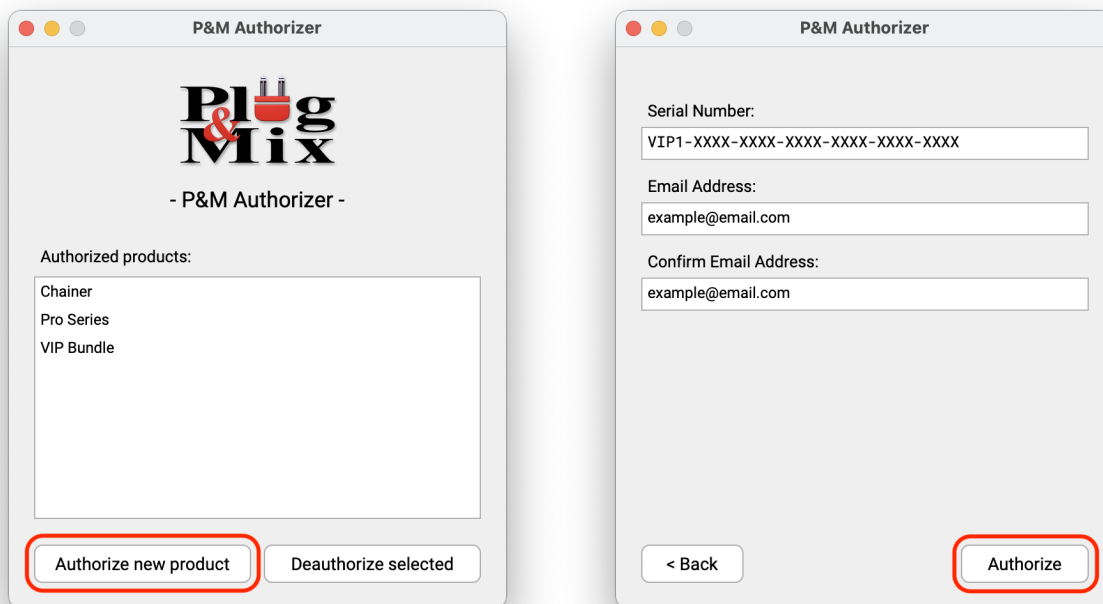 P&M Authorizer
Plug
&
Mix
- P&M Authorizer -
Authorized products:
Chainer
Pro Series
VIP Bundle
Authorize new product
Deauthorize selected
P&M Authorizer
Serial Number:
VIP1-XXXX-XXXX-XXXX-XXXX-XXXX-XXXX
Email Address:
example@email.com
Confirm Email Address:
example@email.com
< Back
Authorize